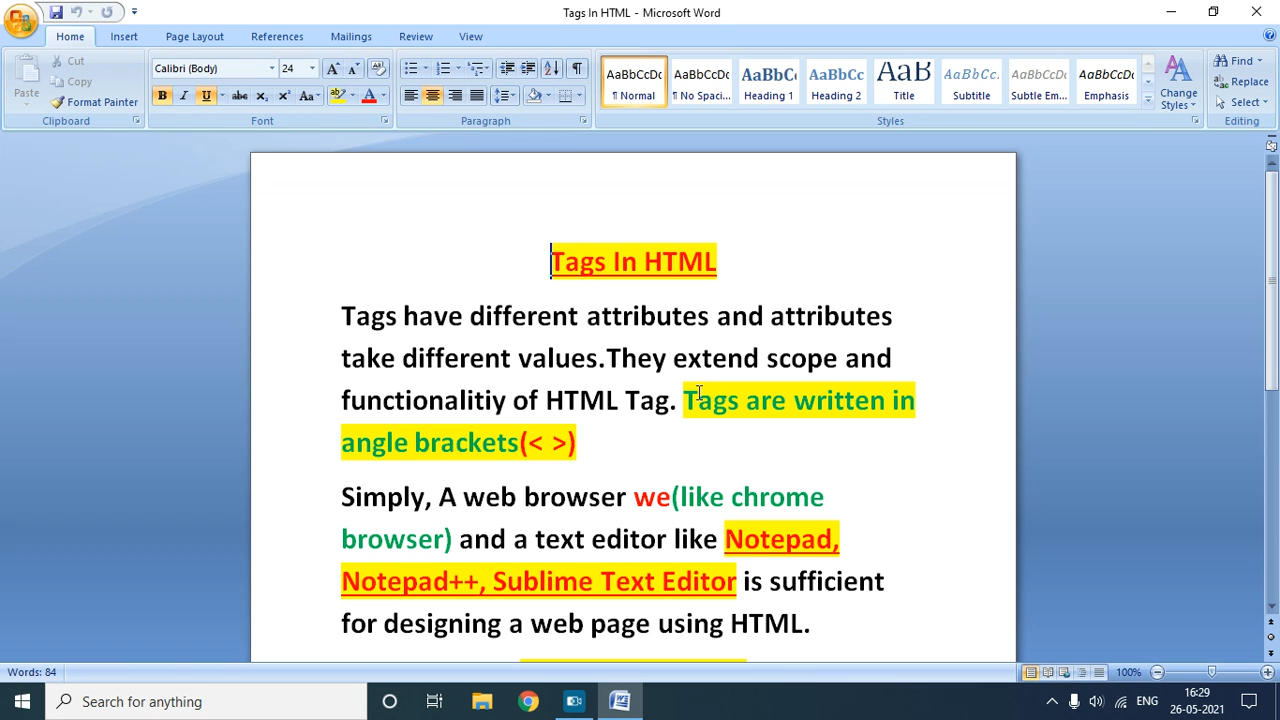 Tags In HTML - Microsoft Word
Home Insert Page Layout References Mailings Review View
Paste Cut Copy Format Painter
Calibri (Body) 24
AaBbCcDc AaBbCcDc AaBbCc AaBbCc AaB AaBbCc. AaBbCcDc AaBbCcDc
¶ Normal ¶ No Spaci... Heading 1 Heading 2 Title Subtitle Subtle Em... Emphasis
Change Styles
Find Replace Select
Clipboard Font Paragraph Styles Editing
Tags In HTML
Tags have different attributes and attributes
take different values.They extend scope and
functionalitiy of HTML Tag. Tags are written in
angle brackets(< >)
Simply, A web browser we(like chrome
browser) and a text editor like Notepad,
Notepad++, Sublime Text Editor is sufficient
for designing a web page using HTML.
Words: 84 100%
Search for anything ENG 16:29
26-05-2021